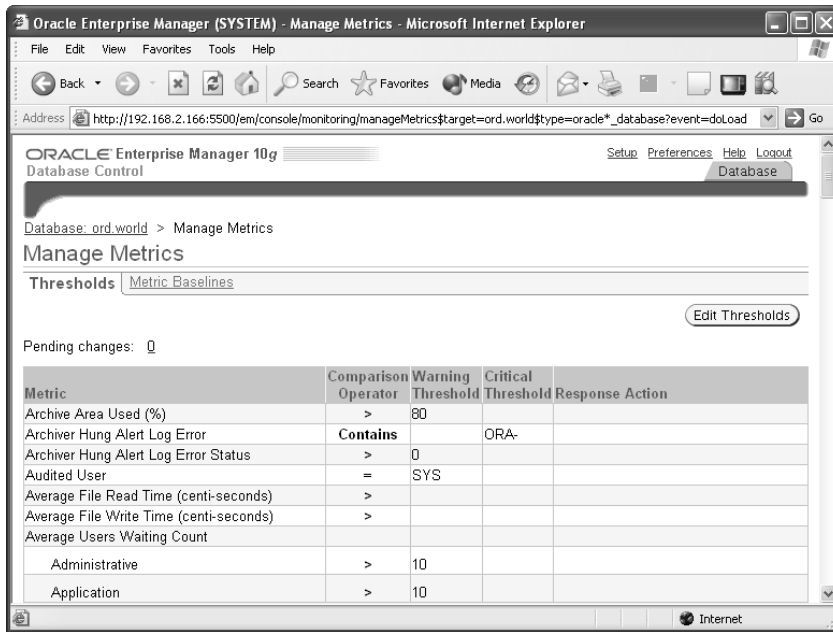 Oracle Enterprise Manager (SYSTEM) - Manage Metrics - Microsoft Internet Explorer
File Edit View Favorites Tools Help
Back Search Favorites Media
Address http://192.168.2.166:5500/em/console/monitoring/manageMetrics$target=ord.world$type=oracle*_database?event=doLoad Go
ORACLE Enterprise Manager 10g Setup Preferences Help Logout
Database Control Database
Database: ord.world > Manage Metrics
Manage Metrics
Thresholds Metric Baselines
Edit Thresholds
Pending changes: 0
Metric Comparison Operator Warning Threshold Critical Threshold Response Action
Archive Area Used (%) > 80
Archiver Hung Alert Log Error Contains ORA-
Archiver Hung Alert Log Error Status > 0
Audited User = SYS
Average File Read Time (centi-seconds) >
Average File Write Time (centi-seconds) >
Average Users Waiting Count
Administrative > 10
Application > 10
Internet